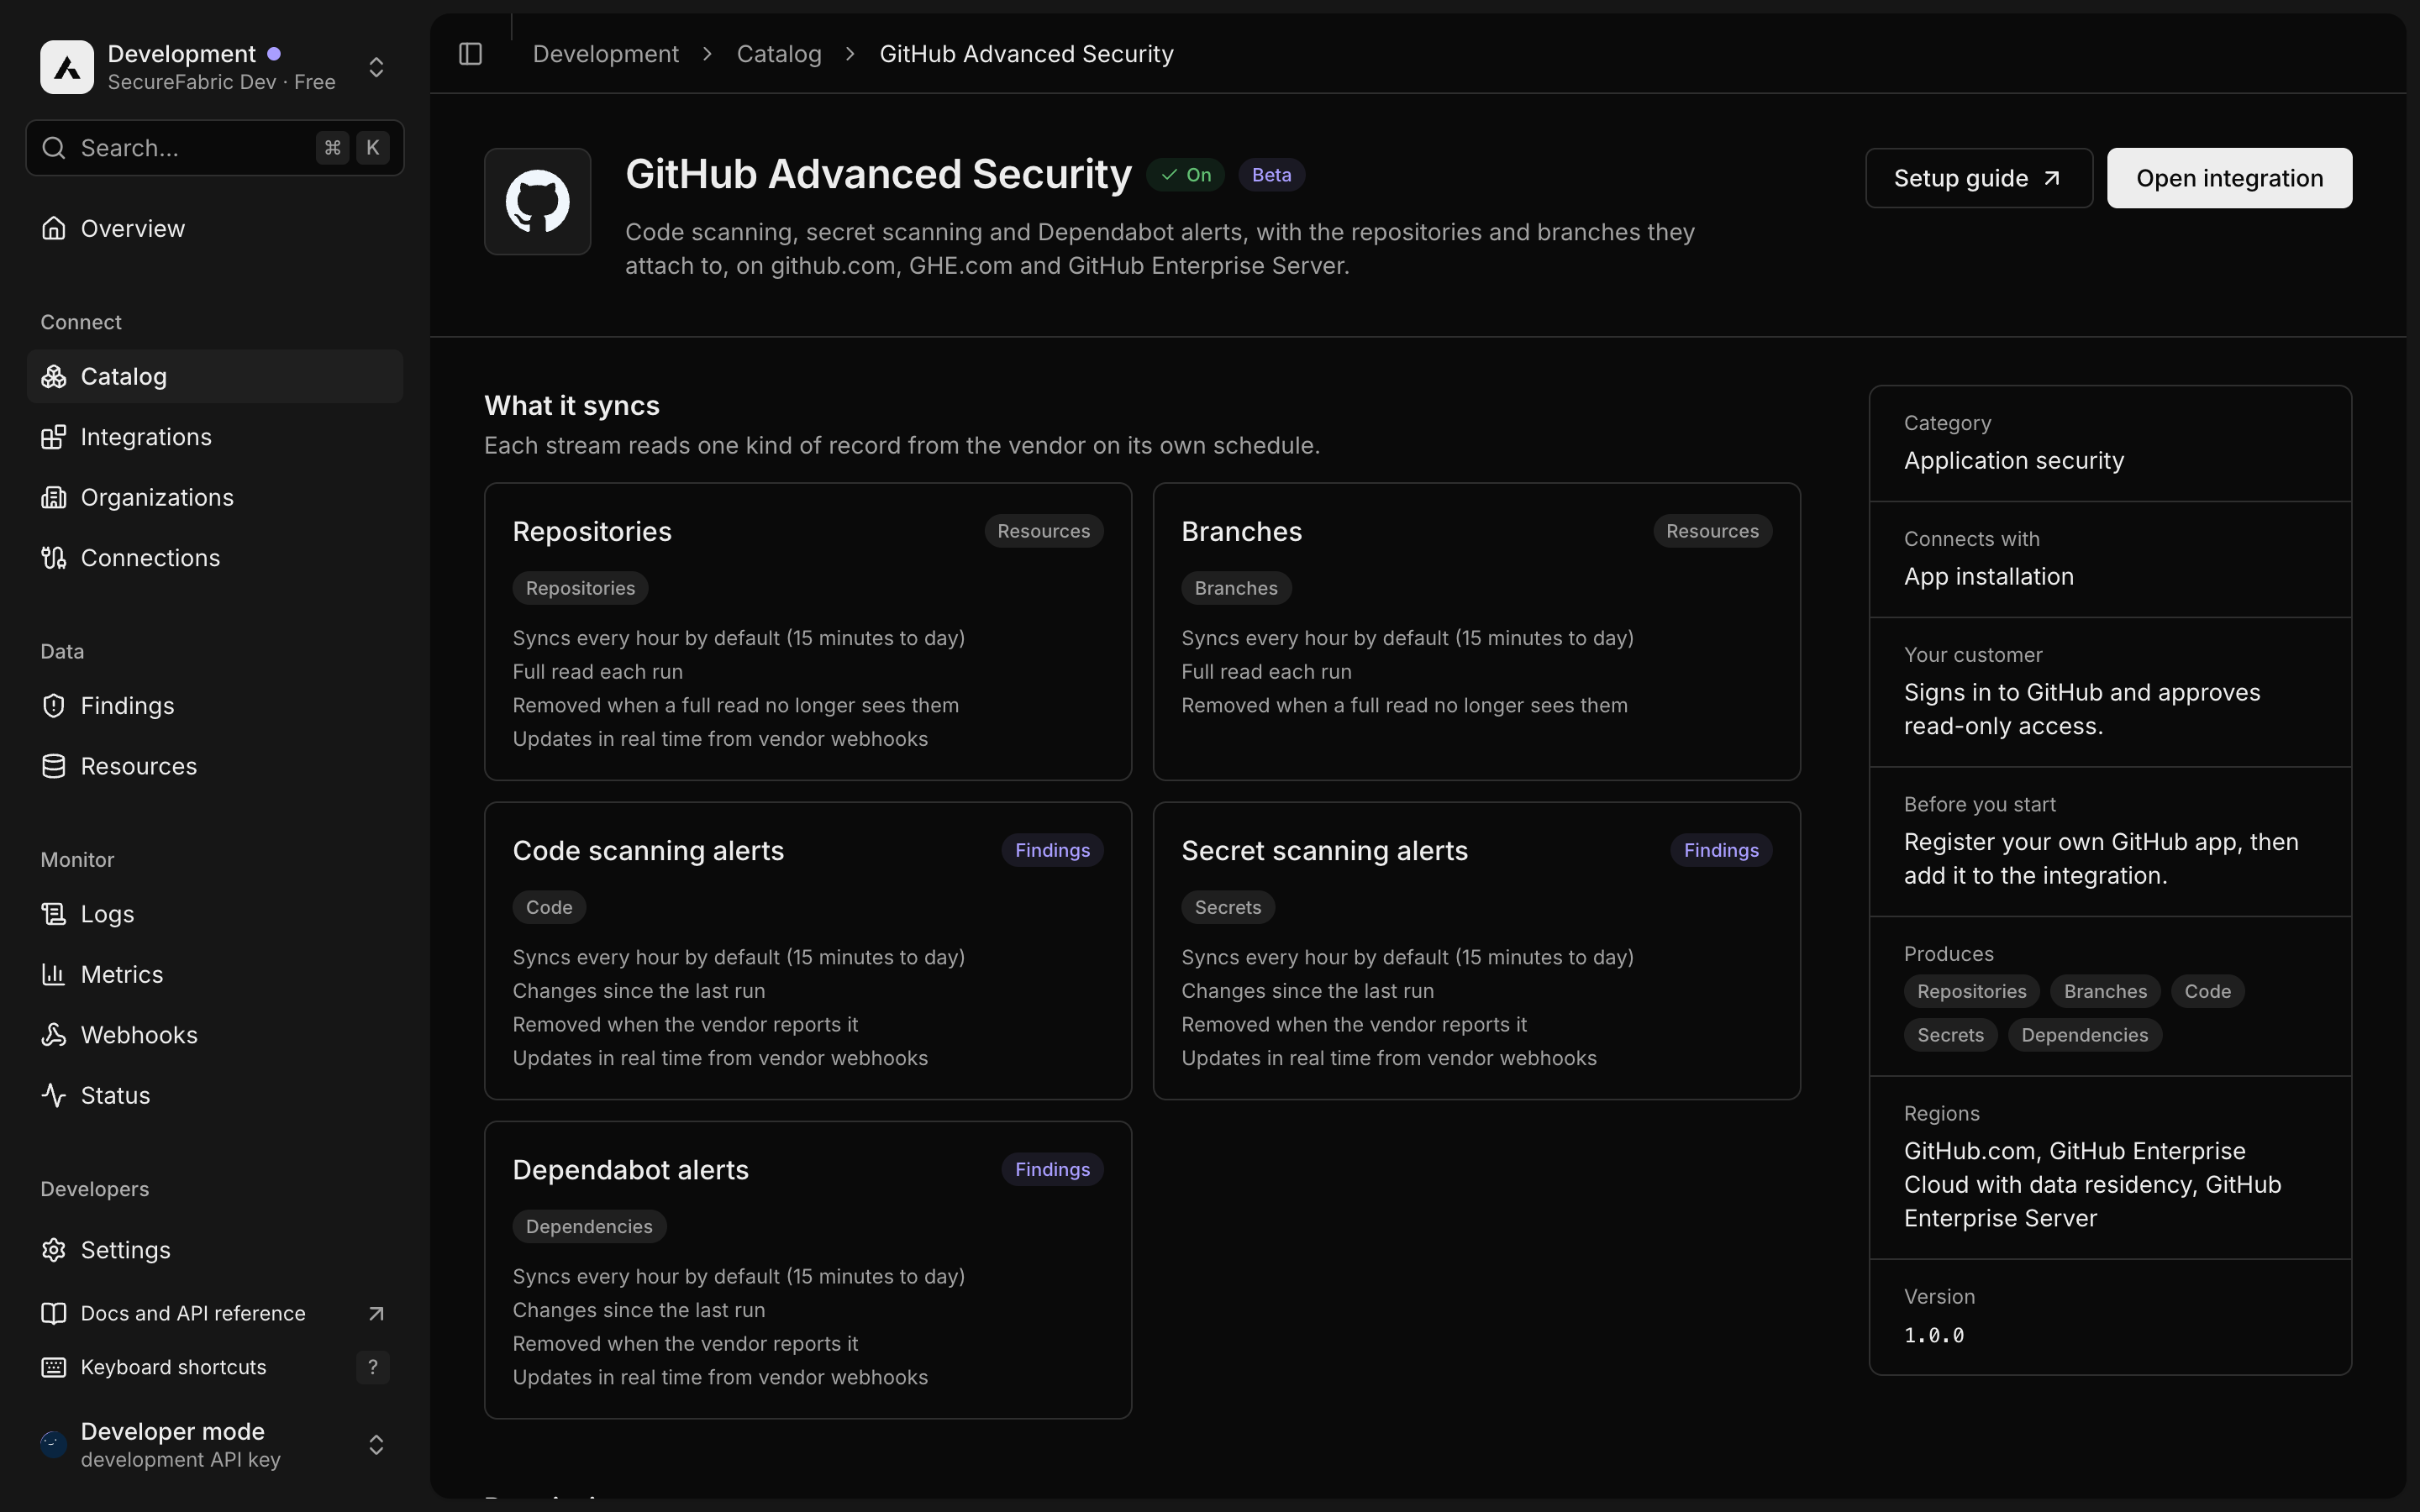 Development
SecureFabric Dev · Free
Search...
⌘ K
Overview
Connect
Catalog
Integrations
Organizations
Connections
Data
Findings
Resources
Monitor
Logs
Metrics
Webhooks
Status
Developers
Settings
Docs and API reference
Keyboard shortcuts ?
Developer mode
development API key
Development > Catalog > GitHub Advanced Security
GitHub Advanced Security On Beta
Code scanning, secret scanning and Dependabot alerts, with the repositories and branches they
attach to, on github.com, GHE.com and GitHub Enterprise Server.
Setup guide
Open integration
What it syncs
Each stream reads one kind of record from the vendor on its own schedule.
Repositories Resources
Repositories
Syncs every hour by default (15 minutes to day)
Full read each run
Removed when a full read no longer sees them
Updates in real time from vendor webhooks
Branches Resources
Branches
Syncs every hour by default (15 minutes to day)
Full read each run
Removed when a full read no longer sees them
Code scanning alerts Findings
Code
Syncs every hour by default (15 minutes to day)
Changes since the last run
Removed when the vendor reports it
Updates in real time from vendor webhooks
Secret scanning alerts Findings
Secrets
Syncs every hour by default (15 minutes to day)
Changes since the last run
Removed when the vendor reports it
Updates in real time from vendor webhooks
Dependabot alerts Findings
Dependencies
Syncs every hour by default (15 minutes to day)
Changes since the last run
Removed when the vendor reports it
Updates in real time from vendor webhooks
Category
Application security
Connects with
App installation
Your customer
Signs in to GitHub and approves
read-only access.
Before you start
Register your own GitHub app, then
add it to the integration.
Produces
Repositories Branches Code
Secrets Dependencies
Regions
GitHub.com, GitHub Enterprise
Cloud with data residency, GitHub
Enterprise Server
Version
1.0.0